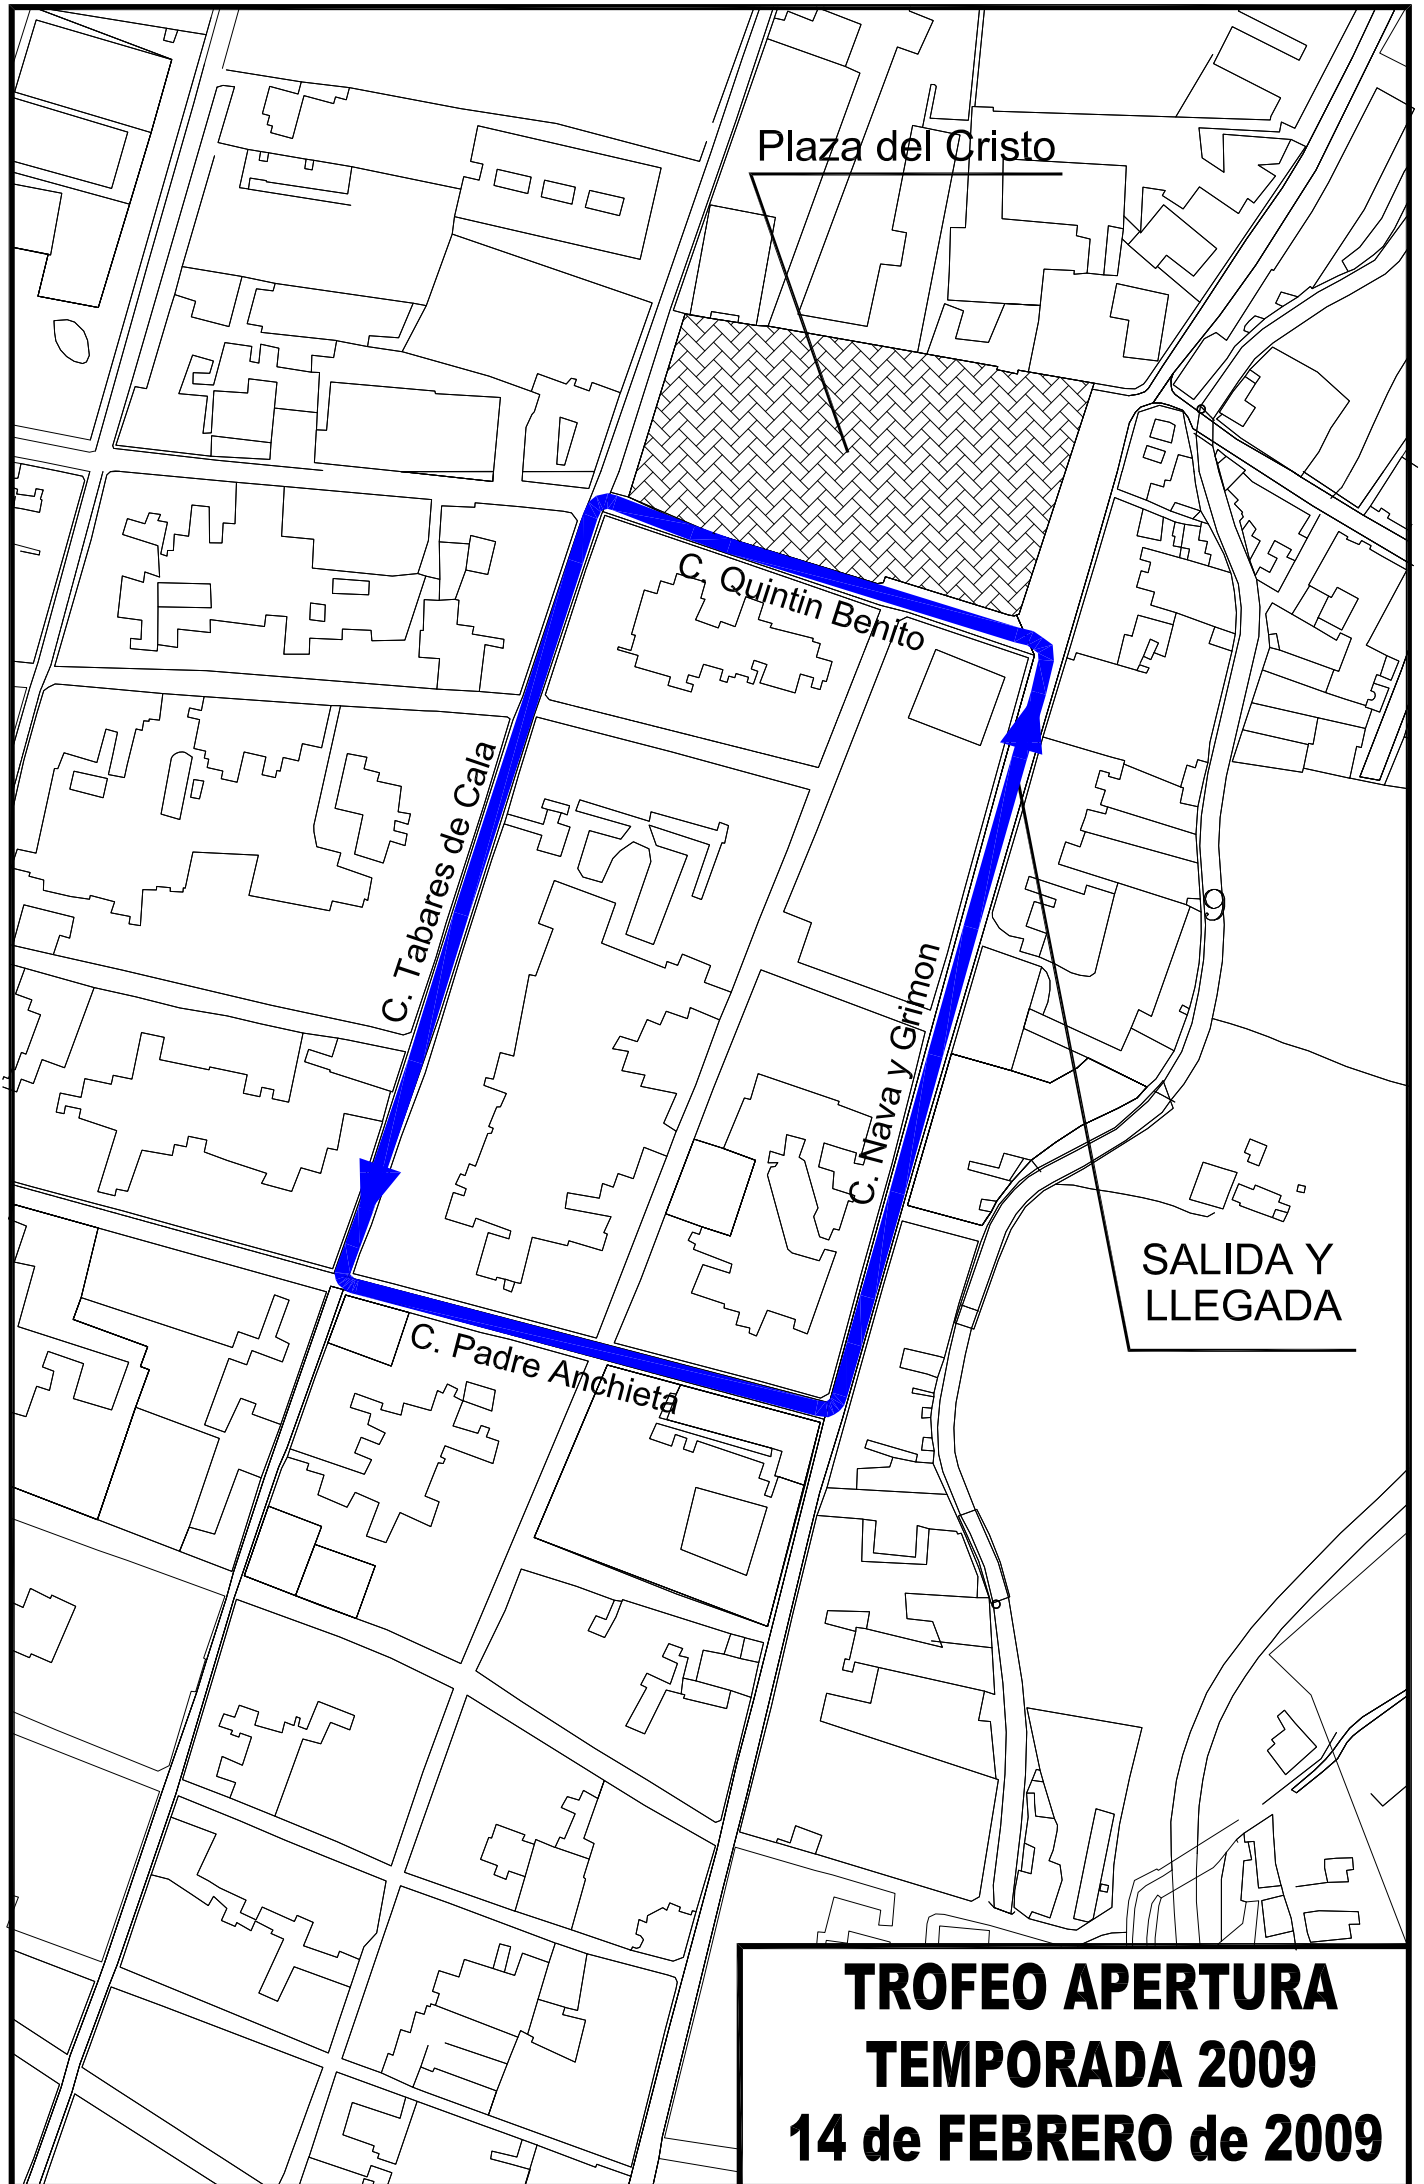 Plaza del Cristo
C. Quintin Benito
C. Tabares de Cala
C. Nava y Grimon
SALIDA Y
LLEGADA
C. Padre Anchieta
TROFEO APERTURA
TEMPORADA 2009
14 de FEBRERO de 2009